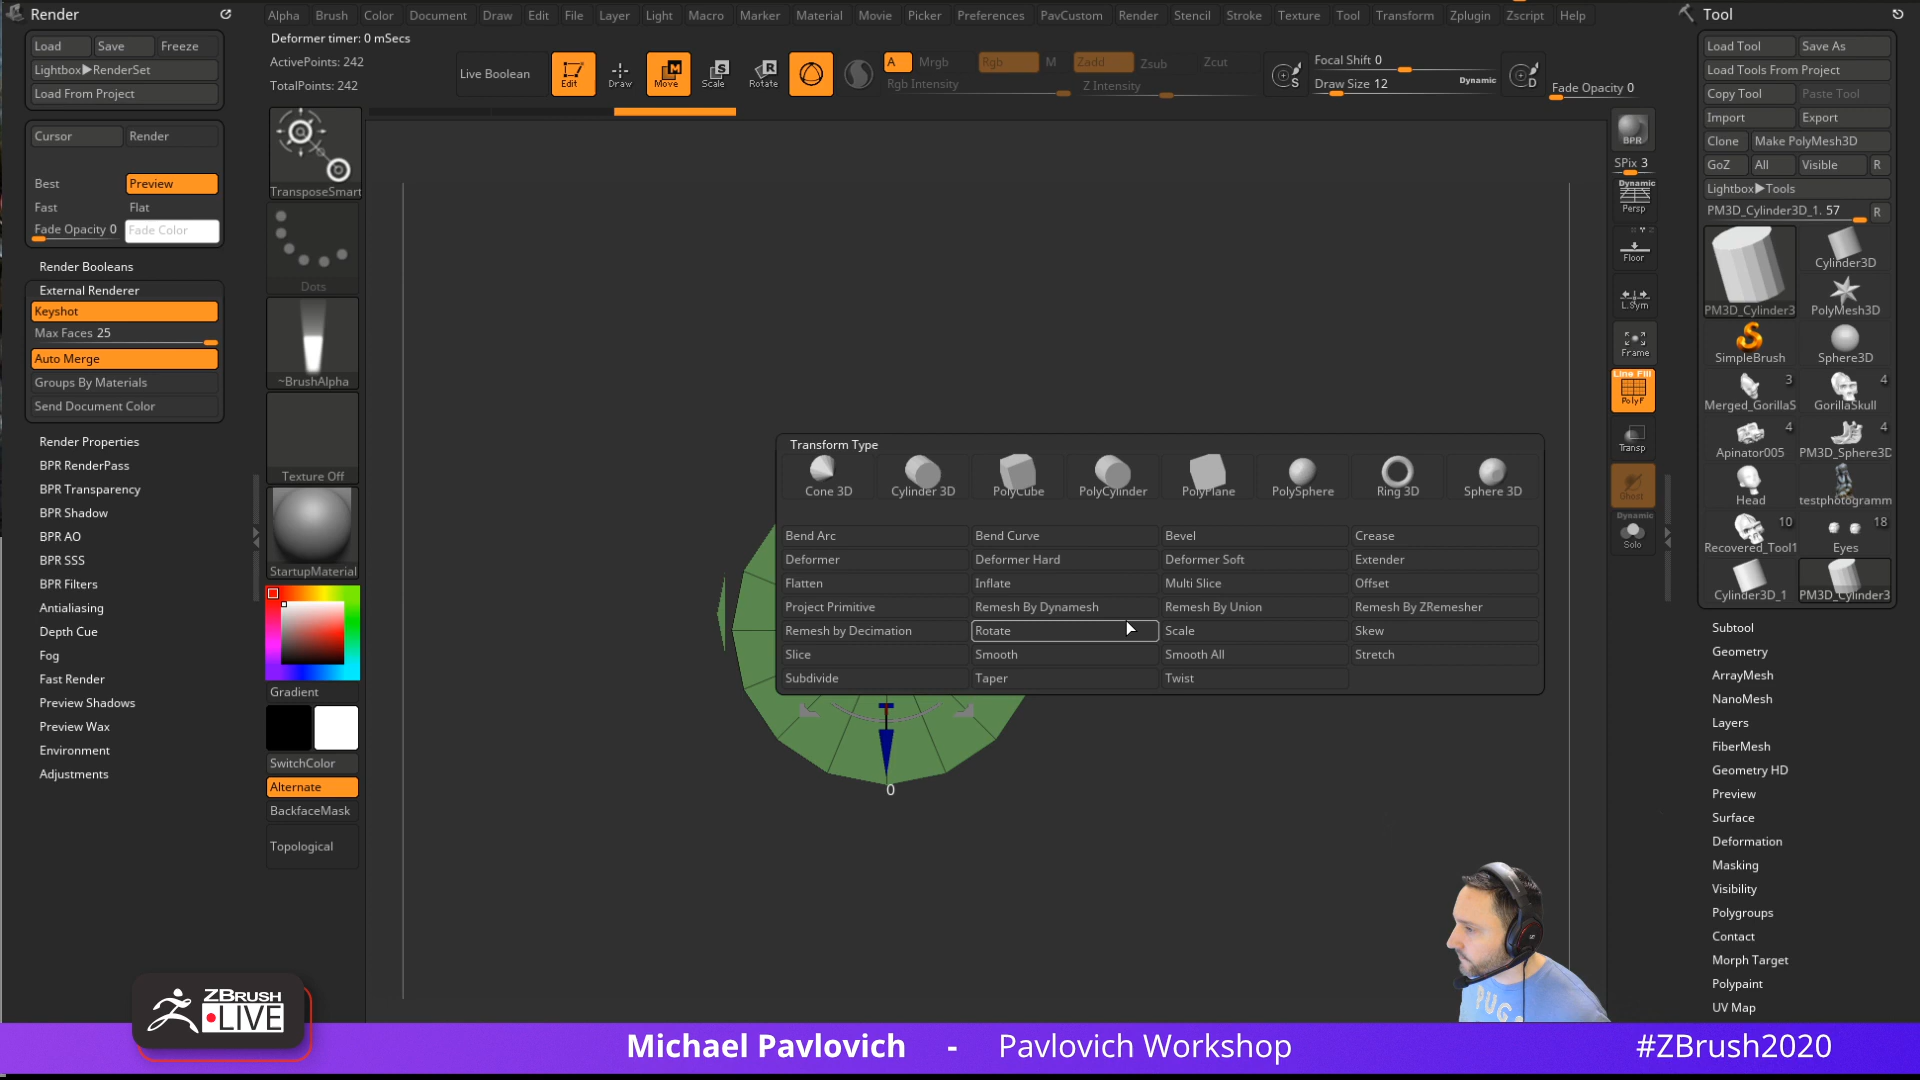 Render
Load Save Freeze
Lightbox▶RenderSet
Load From Project
Cursor Render
Best Preview
Fast Flat
Fade Opacity 0 Fade Color
Render Booleans
External Renderer
Keyshot
Max Faces 25
Auto Merge
Groups By Materials
Send Document Color
Render Properties
BPR RenderPass
BPR Transparency
BPR Shadow
BPR AO
BPR SSS
BPR Filters
Antialiasing
Depth Cue
Fog
Fast Render
Preview Shadows
Preview Wax
Environment
Adjustments
Alpha Brush Color Document Draw Edit File Layer Light Macro Marker Material Movie Picker Preferences PavCustom Render Stencil Stroke Texture Tool Transform Zplugin Zscript Help
Deformer timer: 0 mSecs
ActivePoints: 242
TotalPoints: 242
Live Boolean
Edit Draw Move Scale Rotate
A Mrgb Rgb M Zadd Zsub Zcut
Rgb Intensity Z Intensity
Focal Shift 0
Draw Size 12 Dynamic
Fade Opacity 0
TransposeSmart
Dots
~BrushAlpha
Texture Off
StartupMaterial
Gradient
SwitchColor
Alternate
BackfaceMask
Topological
Transform Type
Cone 3D Cylinder 3D PolyCube PolyCylinder PolyPlane PolySphere Ring 3D Sphere 3D
Bend Arc Bend Curve Bevel Crease
Deformer Deformer Hard Deformer Soft Extender
Flatten Inflate Multi Slice Offset
Project Primitive Remesh By Dynamesh Remesh By Union Remesh By ZRemesher
Remesh by Decimation Rotate Scale Skew
Slice Smooth Smooth All Stretch
Subdivide Taper Twist
0
BPR
SPix 3
Dynamic
Persp
Floor
L.Sym
Frame
Line Fill
PolyF
Transp
Ghost
Dynamic
Solo
Tool
Load Tool Save As
Load Tools From Project
Copy Tool Paste Tool
Import Export
Clone Make PolyMesh3D
GoZ All Visible R
Lightbox▶Tools
PM3D_Cylinder3D_1. 57 R
PM3D_Cylinder3 Cylinder3D
PolyMesh3D
SimpleBrush Sphere3D
3 4
Merged_GorillaS GorillaSkull
4
Apinator005 PM3D_Sphere3D
Head testphotogramm
10 18
Recovered_Tool1 Eyes
Cylinder3D_1 PM3D_Cylinder3
Subtool
Geometry
ArrayMesh
NanoMesh
Layers
FiberMesh
Geometry HD
Preview
Surface
Deformation
Masking
Visibility
Polygroups
Contact
Morph Target
Polypaint
UV Map
PUG
ZBRUSH
LIVE
Michael Pavlovich - Pavlovich Workshop
#ZBrush2020